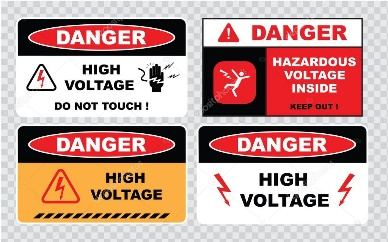 DANGER
HIGH
VOLTAGE
DO NOT TOUCH !
DANGER
HAZARDOUS
VOLTAGE
INSIDE
KEEP OUT !
DANGER
HIGH
VOLTAGE
DANGER
HIGH
VOLTAGE